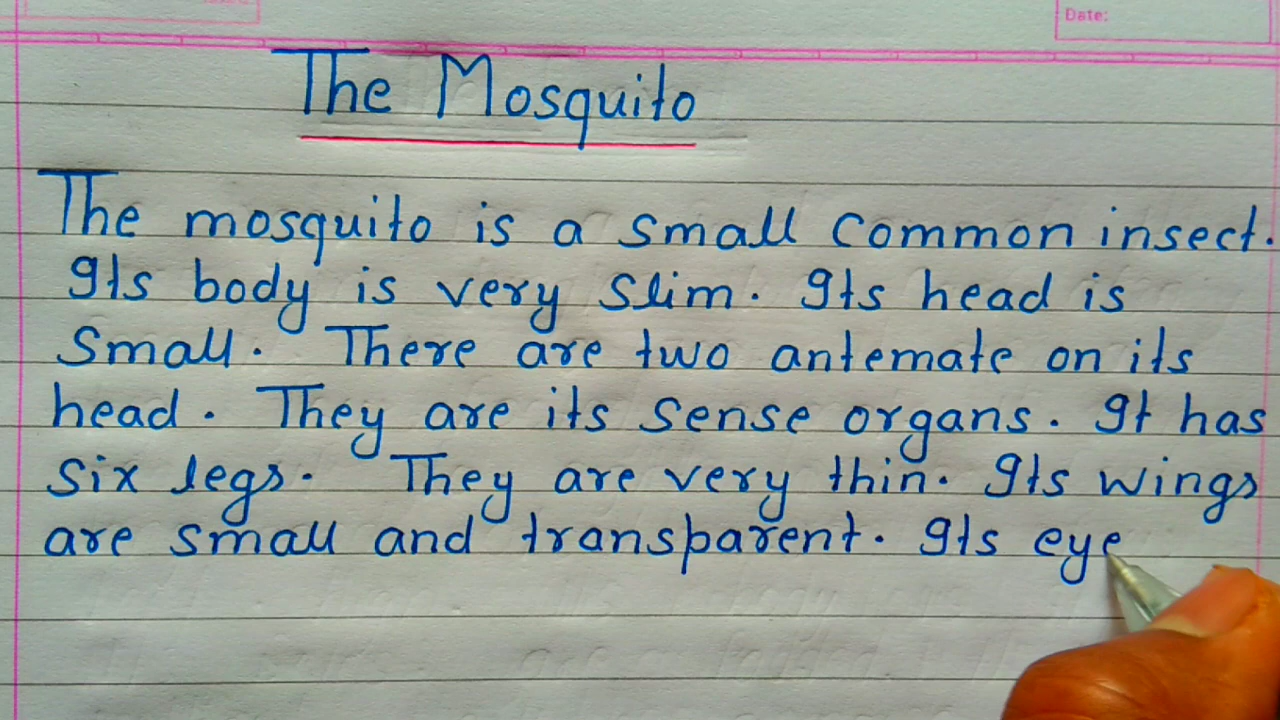 Date:
The Mosquito
The mosquito is a small common insect.
Its body is very slim. Its head is
small. There are two antemate on its
head. They are its sense organs. It has
six legs. They are very thin. Its wings
are small and transparent. Its eye